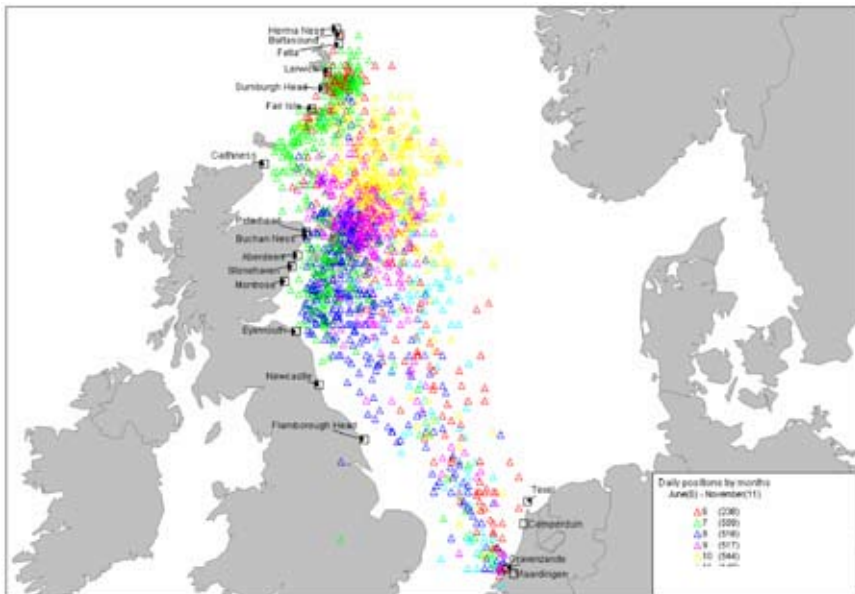 Herma Ness
Baltasound
Fetla
Lerwick
Sumburgh Head
Fair Isle
Caithness
Peterhead
Buchan Ness
Aberdeen
Stonehaven
Montrose
Eyemouth
Newcastle
Flamborough Head
Texel
Camperduin
Gravenzande
Vlaardingen
Daily positions by months
June(6) - November(11)
6 (238)
7 (509)
8 (516)
9 (517)
10 (544)